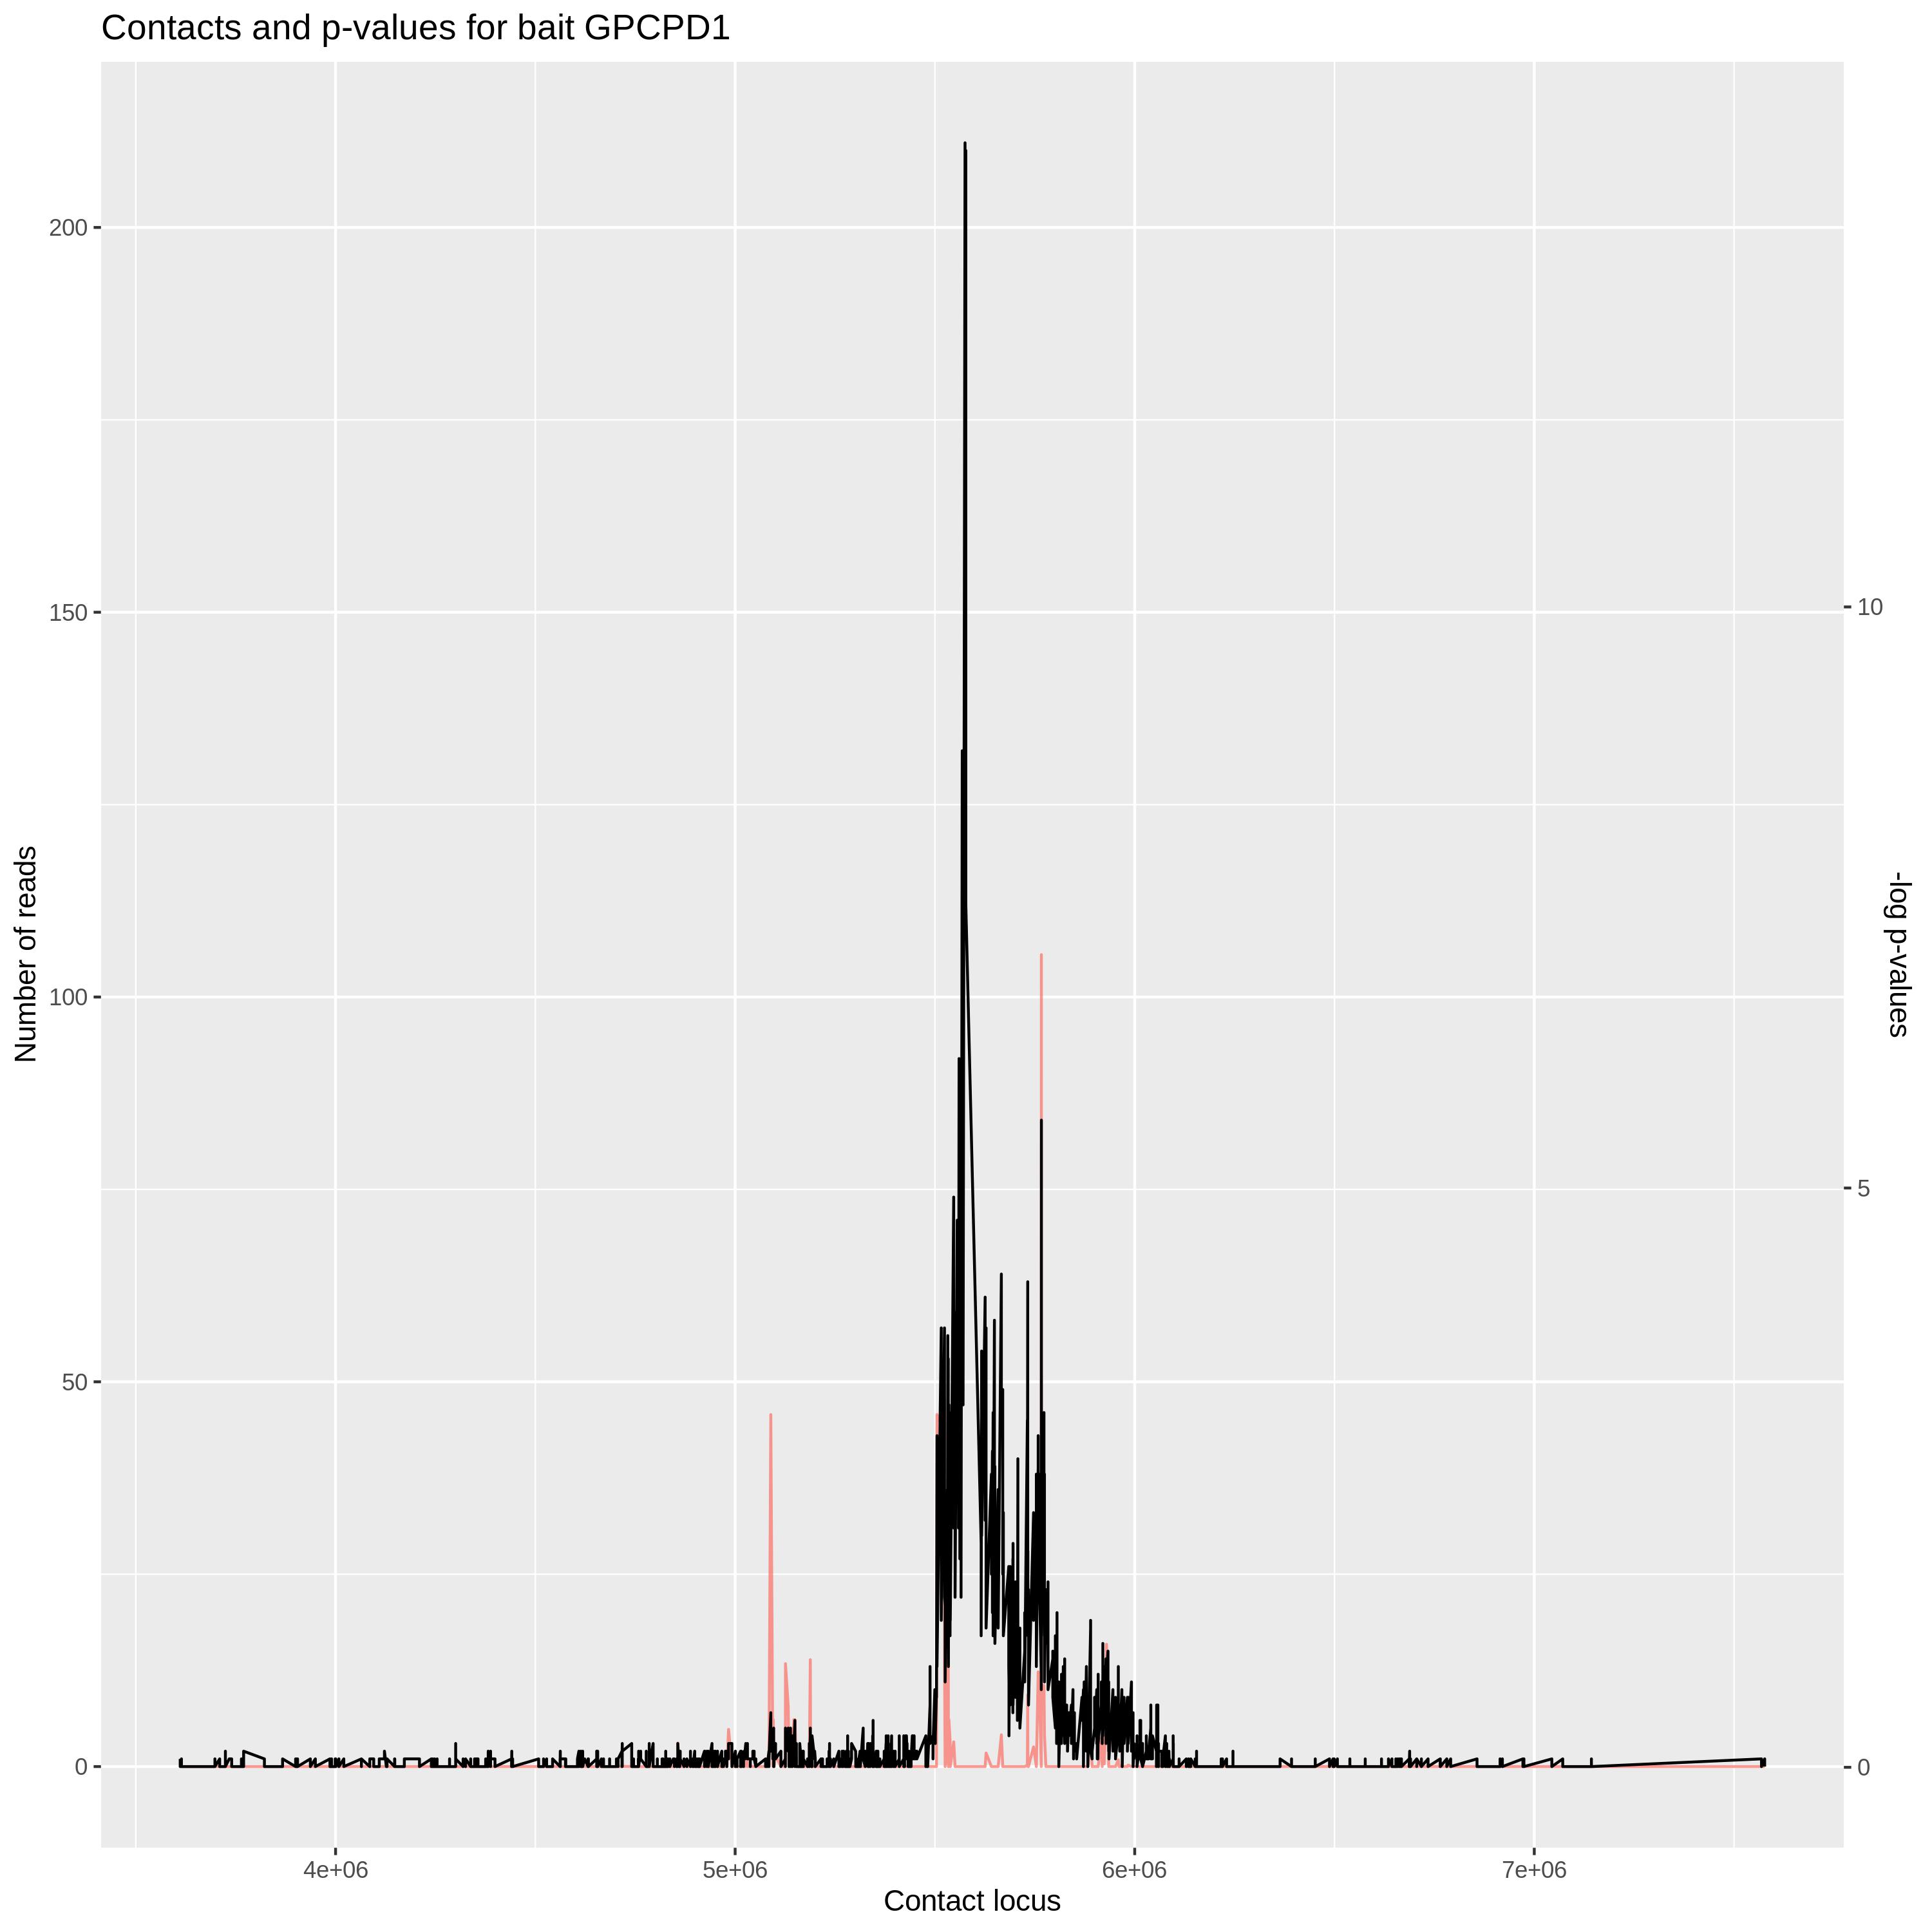 Contacts and p-values for bait GPCPD1
200
150
100
50
0
10
5
0
Number of reads
-log p-values
4e+06
5e+06
6e+06
7e+06
Contact locus